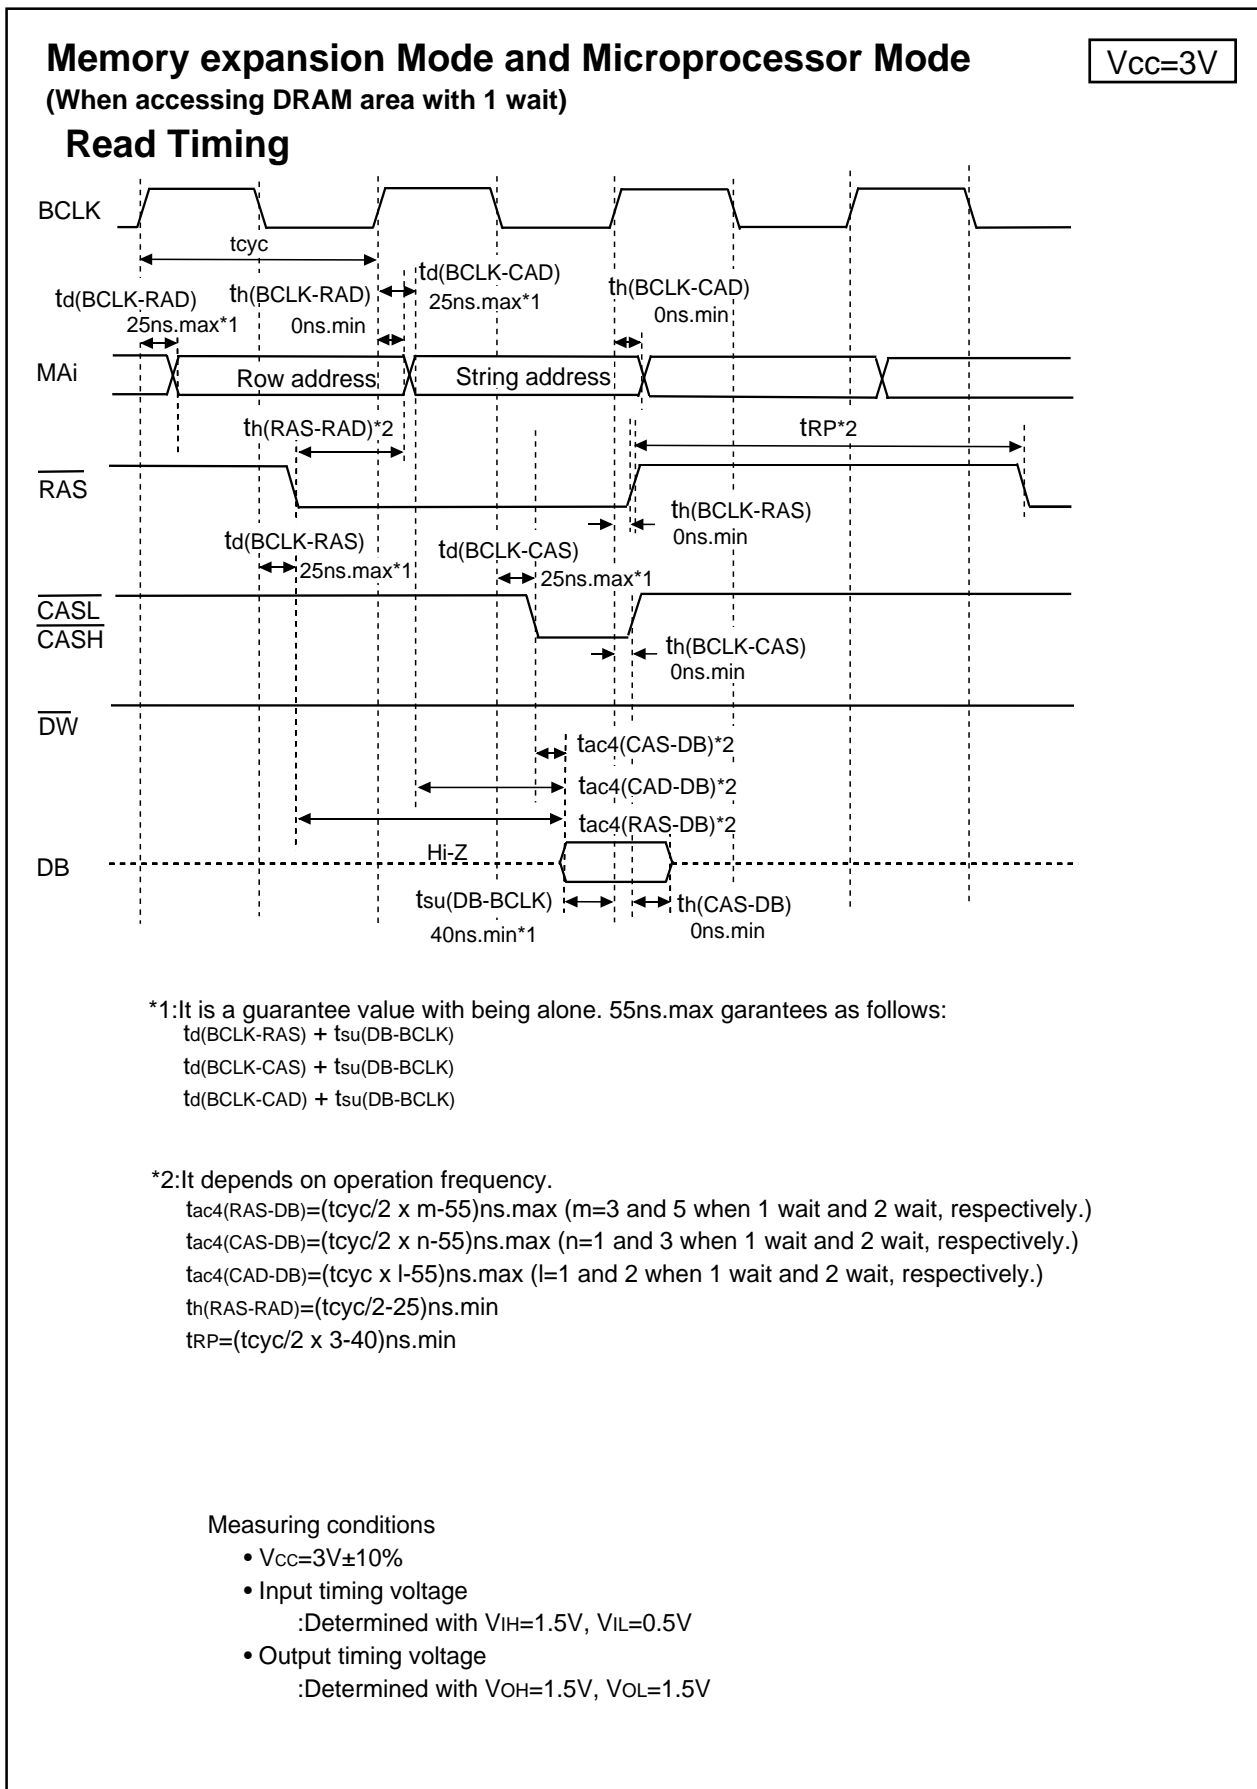 Memory expansion Mode and Microprocessor Mode
Vcc=3V
(When accessing DRAM area with 1 wait)
Read Timing
BCLK
tcyc
td(BCLK-RAD)
25ns.max*1
th(BCLK-RAD)
0ns.min
td(BCLK-CAD)
25ns.max*1
th(BCLK-CAD)
0ns.min
MAi
Row address
String address
th(RAS-RAD)*2
tRP*2
RAS
th(BCLK-RAS)
0ns.min
td(BCLK-RAS)
25ns.max*1
td(BCLK-CAS)
25ns.max*1
CASL
CASH
th(BCLK-CAS)
0ns.min
DW
tac4(CAS-DB)*2
tac4(CAD-DB)*2
tac4(RAS-DB)*2
Hi-Z
DB
tsu(DB-BCLK)
40ns.min*1
th(CAS-DB)
0ns.min
*1:It is a guarantee value with being alone. 55ns.max garantees as follows:
td(BCLK-RAS) + tsu(DB-BCLK)
td(BCLK-CAS) + tsu(DB-BCLK)
td(BCLK-CAD) + tsu(DB-BCLK)
*2:It depends on operation frequency.
tac4(RAS-DB)=(tcyc/2 x m-55)ns.max (m=3 and 5 when 1 wait and 2 wait, respectively.)
tac4(CAS-DB)=(tcyc/2 x n-55)ns.max (n=1 and 3 when 1 wait and 2 wait, respectively.)
tac4(CAD-DB)=(tcyc x l-55)ns.max (l=1 and 2 when 1 wait and 2 wait, respectively.)
th(RAS-RAD)=(tcyc/2-25)ns.min
tRP=(tcyc/2 x 3-40)ns.min
Measuring conditions
• VCC=3V±10%
• Input timing voltage
:Determined with VIH=1.5V, VIL=0.5V
• Output timing voltage
:Determined with VOH=1.5V, VOL=1.5V